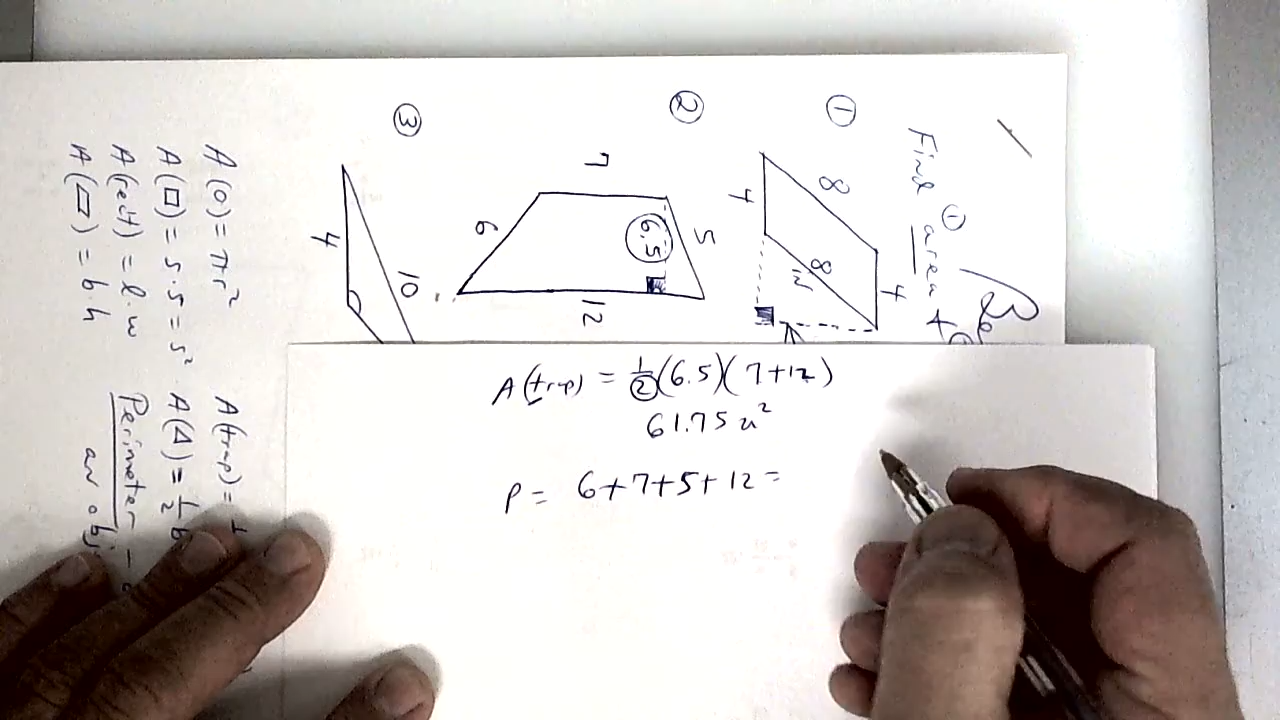 Find area +
①
①
8
4
8
4
②
7
6.5
5
6
12
③
4
10
A(O) = πr²
A(□) = s·s = s²
A(rect) = l·w
A(▱) = b·h
A(trap) =
A(Δ) = 1/2 b
Perimeter -
an obj
A(trap) = 1/2(6.5)(7+12)
61.75 u²
P = 6+7+5+12=